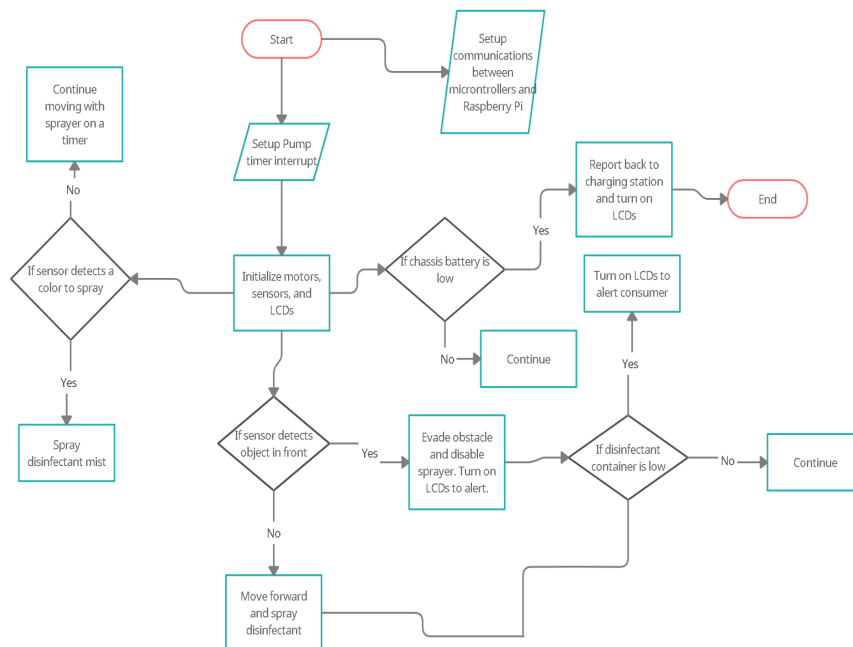 Start
Setup
communications
between
microntrollers and
Raspberry Pi
Continue
moving with
sprayer on a
timer
Setup Pump
timer interrupt
Report back to
charging station
and turn on
LCDs
End
No
Yes
If sensor detects a
color to spray
Initialize motors,
sensors, and
LCDs
If chassis battery is
low
Turn on LCDs to
alert consumer
No
Continue
Yes
Yes
Spray
disinfectant mist
If sensor detects
object in front
Yes
Evade obstacle
and disable
sprayer. Turn on
LCDs to alert.
If disinfectant
container is low
No
Continue
No
Move forward
and spray
disinfectant